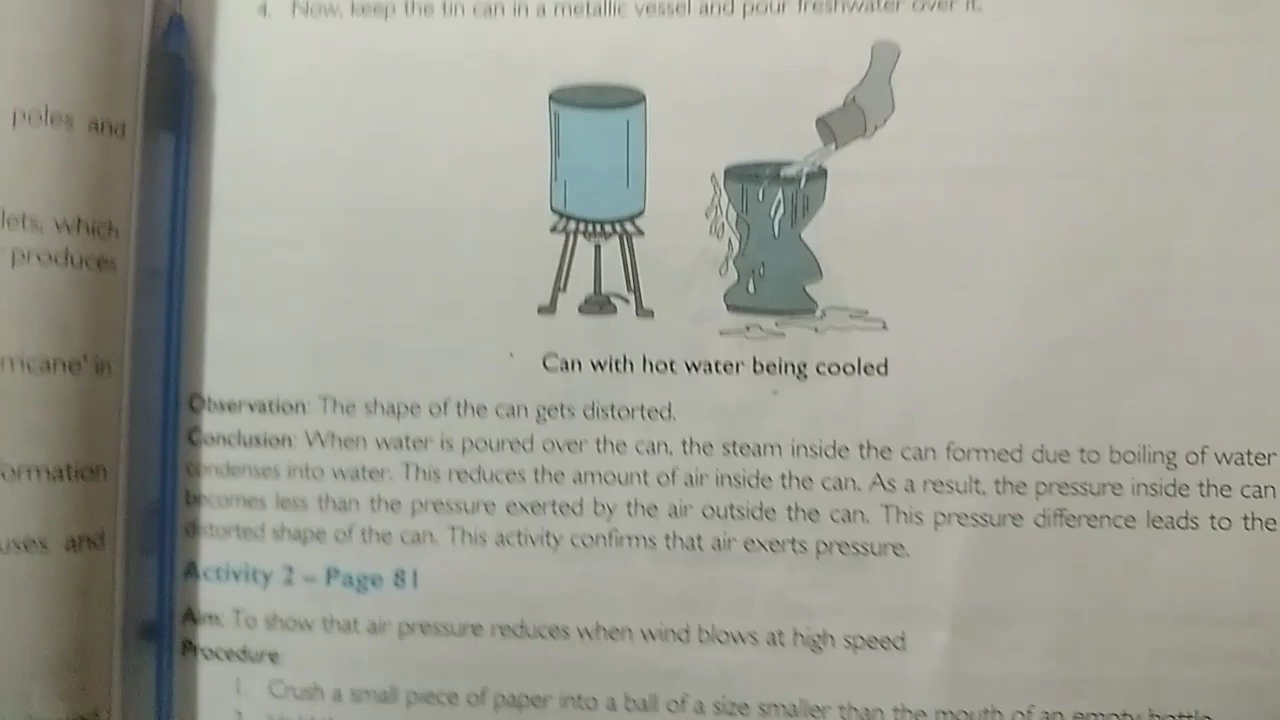 poles and
lets, which
produces
ricane' in
ormation
uses and
4. Now, keep the tin can in a metallic vessel and pour freshwater over it.
Can with hot water being cooled
Observation: The shape of the can gets distorted.
Conclusion: When water is poured over the can, the steam inside the can formed due to boiling of water
condenses into water. This reduces the amount of air inside the can. As a result, the pressure inside the can
becomes less than the pressure exerted by the air outside the can. This pressure difference leads to the
distorted shape of the can. This activity confirms that air exerts pressure.
Activity 2 – Page 81
Aim: To show that air pressure reduces when wind blows at high speed
Procedure:
1. Crush a small piece of paper into a ball of a size smaller than the mouth of an empty bottle.